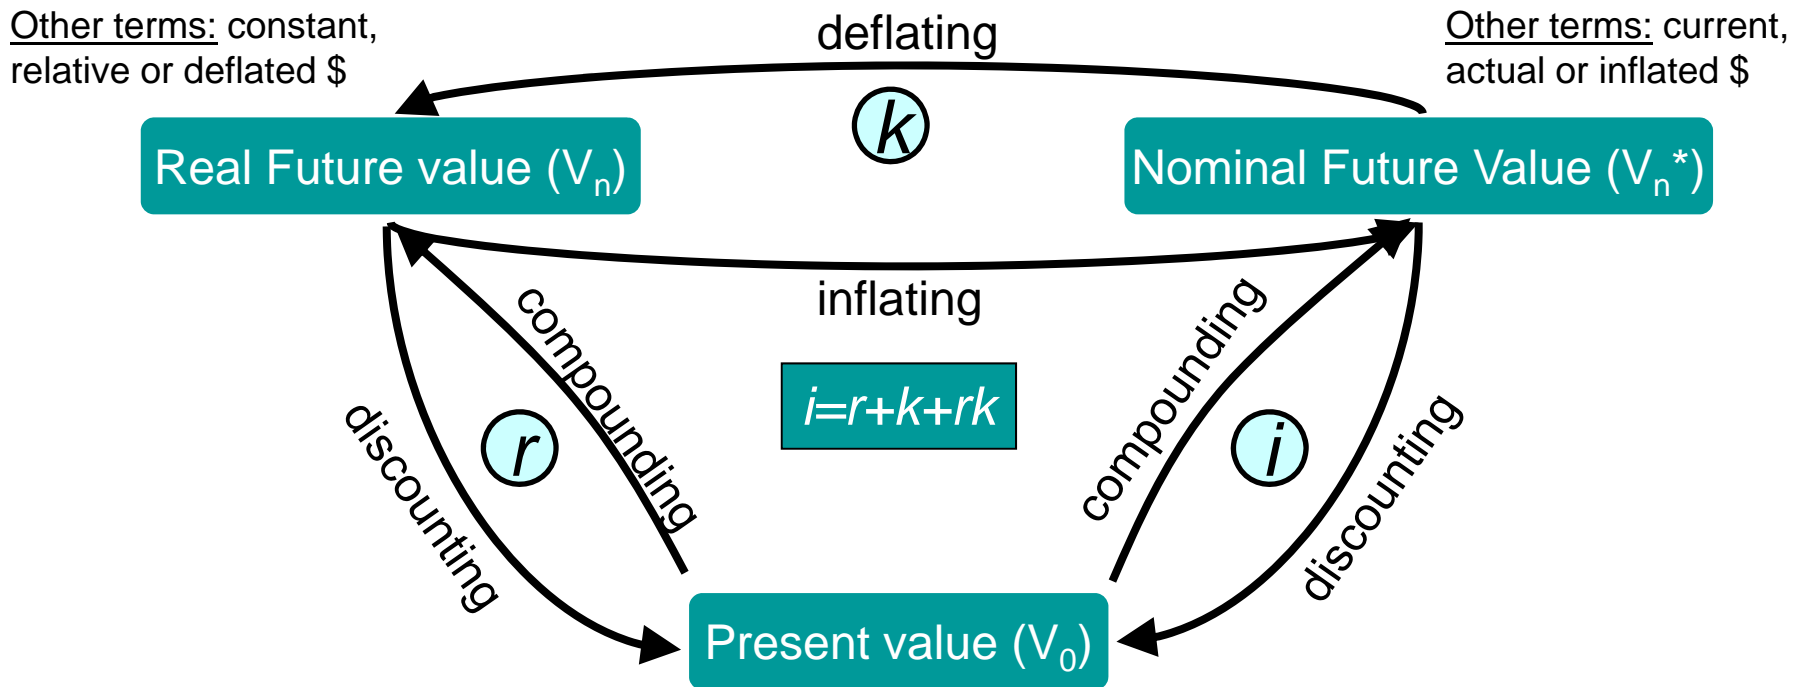 Other terms: constant,
relative or deflated $
deflating
Other terms: current,
actual or inflated $
k
Real Future value (Vₙ)
Nominal Future Value (Vₙ*)
inflating
compounding
compounding
i=r+k+rk
discounting
r
i
discounting
Present value (V₀)